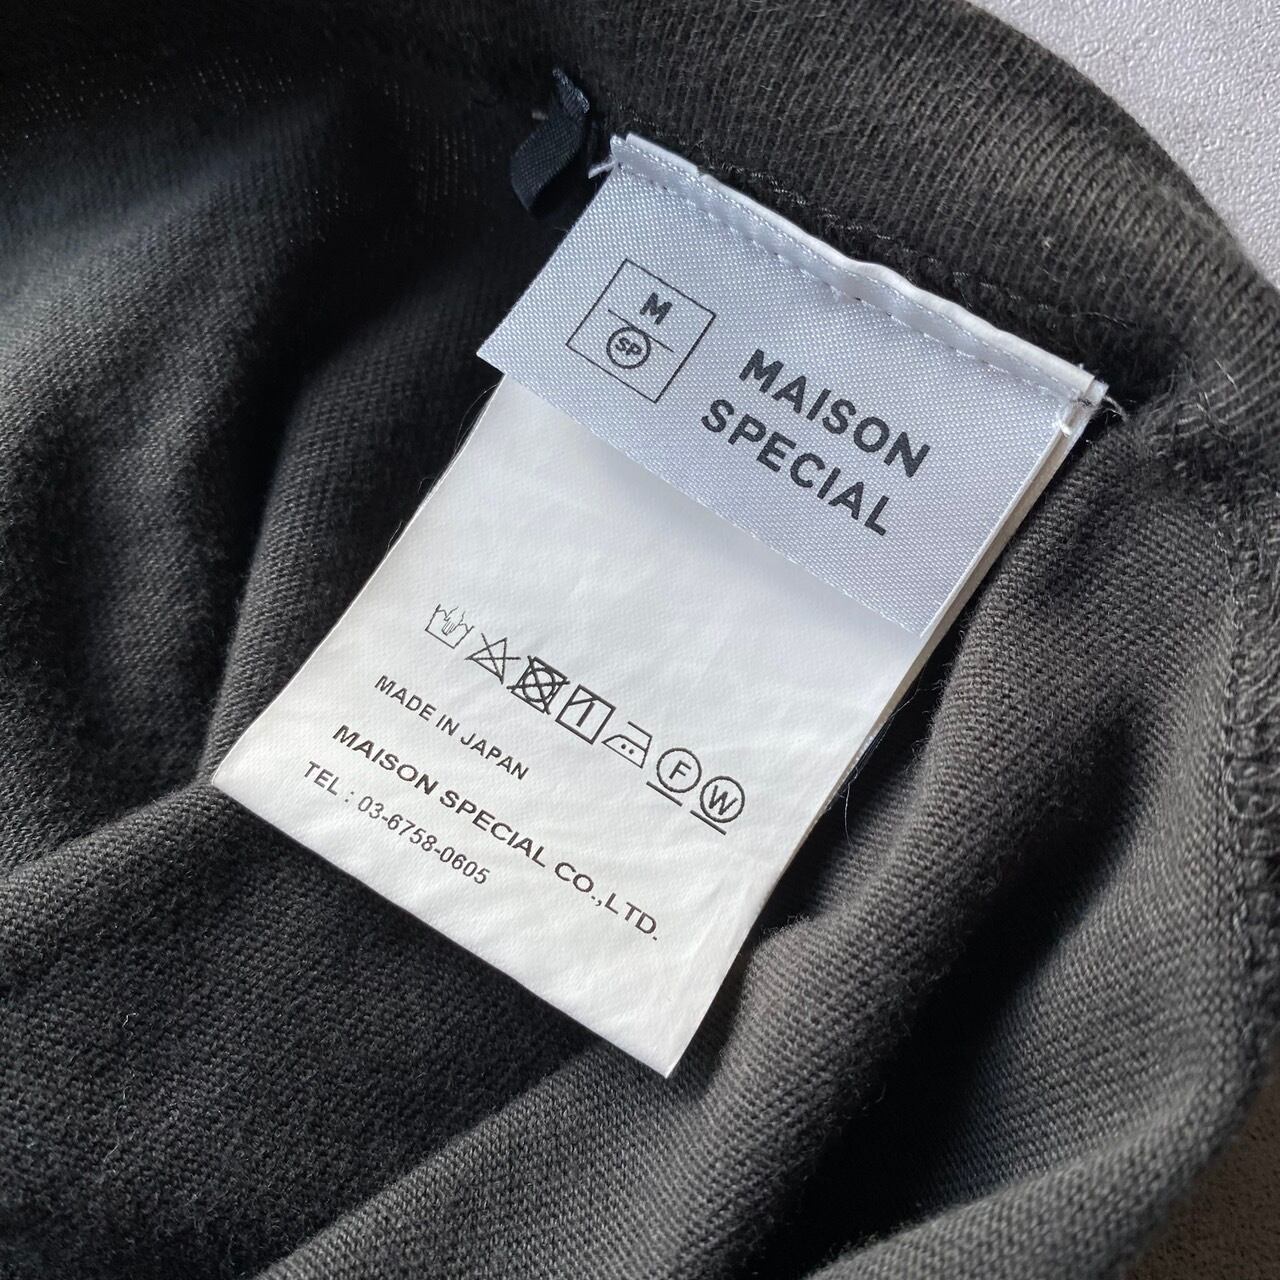 M
SP
MAISON
SPECIAL
F W
MADE IN JAPAN
MAISON SPECIAL CO.,LTD.
TEL : 03-6758-0605